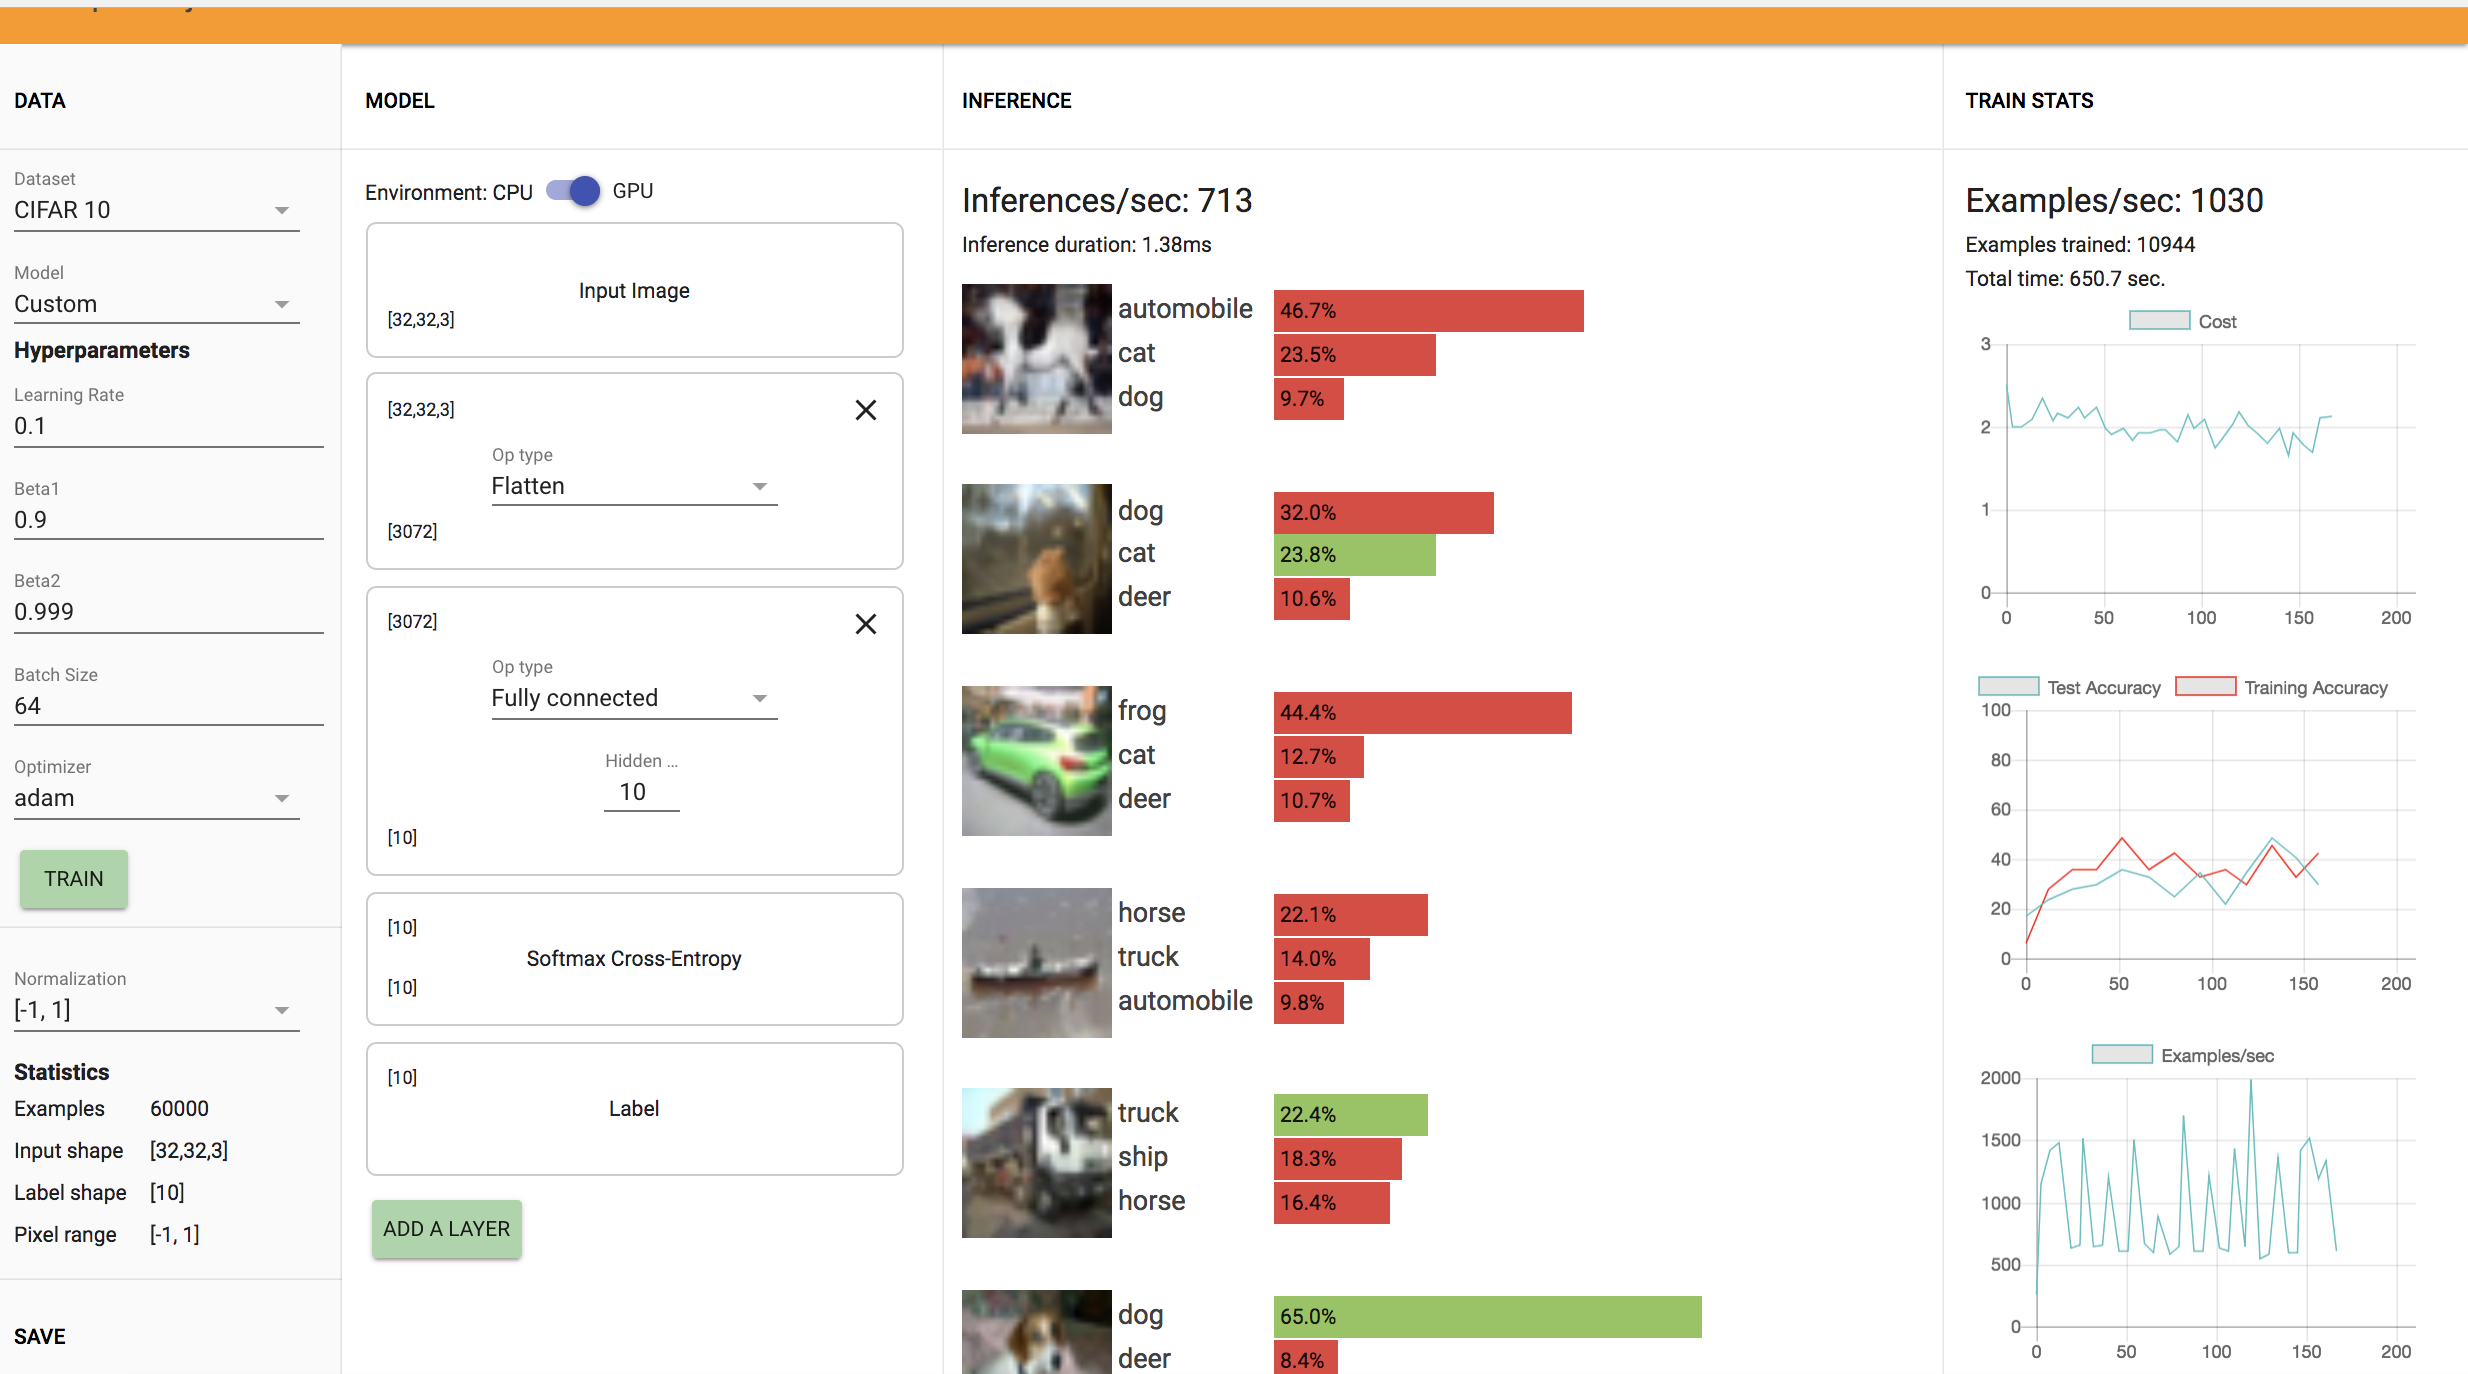 DATA
Dataset
CIFAR 10
Model
Custom
Hyperparameters
Learning Rate
0.1
Beta1
0.9
Beta2
0.999
Batch Size
64
Optimizer
adam
TRAIN
Normalization
[-1, 1]
Statistics
Examples 60000
Input shape [32,32,3]
Label shape [10]
Pixel range [-1, 1]
SAVE
MODEL
Environment: CPU GPU
Input Image
[32,32,3]
[32,32,3]
Op type
Flatten
[3072]
[3072]
Op type
Fully connected
Hidden ...
10
[10]
[10]
Softmax Cross-Entropy
[10]
[10]
Label
ADD A LAYER
INFERENCE
Inferences/sec: 713
Inference duration: 1.38ms
automobile 46.7%
cat 23.5%
dog 9.7%
dog 32.0%
cat 23.8%
deer 10.6%
frog 44.4%
cat 12.7%
deer 10.7%
horse 22.1%
truck 14.0%
automobile 9.8%
truck 22.4%
ship 18.3%
horse 16.4%
dog 65.0%
deer 8.4%
TRAIN STATS
Examples/sec: 1030
Examples trained: 10944
Total time: 650.7 sec.
Cost
3
2
1
0
0 50 100 150 200
Test Accuracy Training Accuracy
100
80
60
40
20
0
0 50 100 150 200
Examples/sec
2000
1500
1000
500
0
0 50 100 150 200